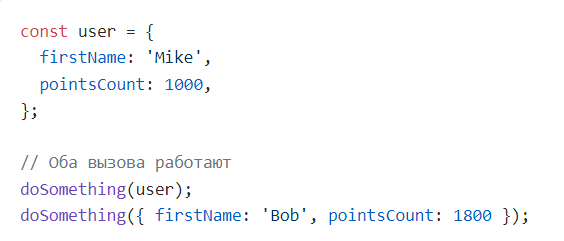 const user = {
  firstName: 'Mike',
  pointsCount: 1000,
};
// Оба вызова работают
doSomething(user);
doSomething({ firstName: 'Bob', pointsCount: 1800 });